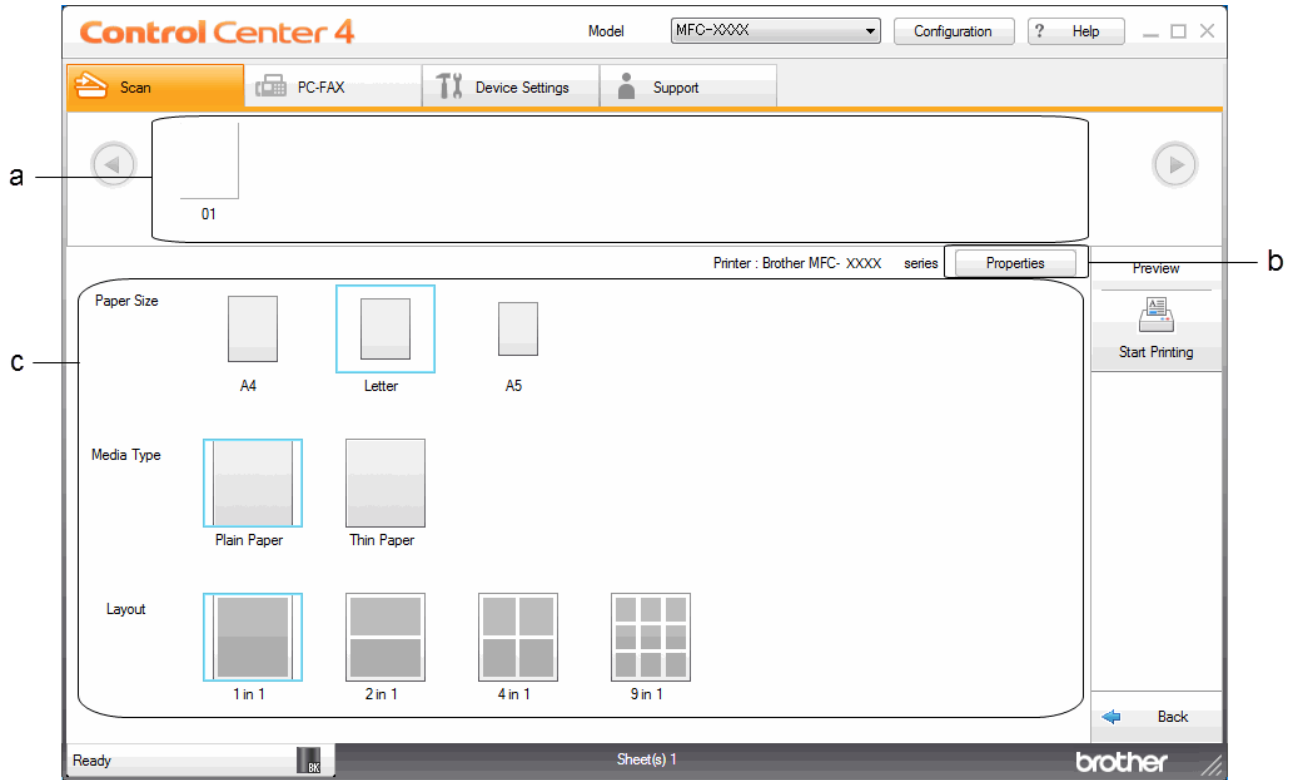 Control Center 4 Model MFC-XXXX Configuration ? Help
Scan PC-FAX Device Settings Support
a
01
Printer : Brother MFC- XXXX series Properties b
Preview
Paper Size
Start Printing
c
A4 Letter A5
Media Type
Plain Paper Thin Paper
Layout
1 in 1 2 in 1 4 in 1 9 in 1
Back
Ready BK Sheet(s) 1 brother